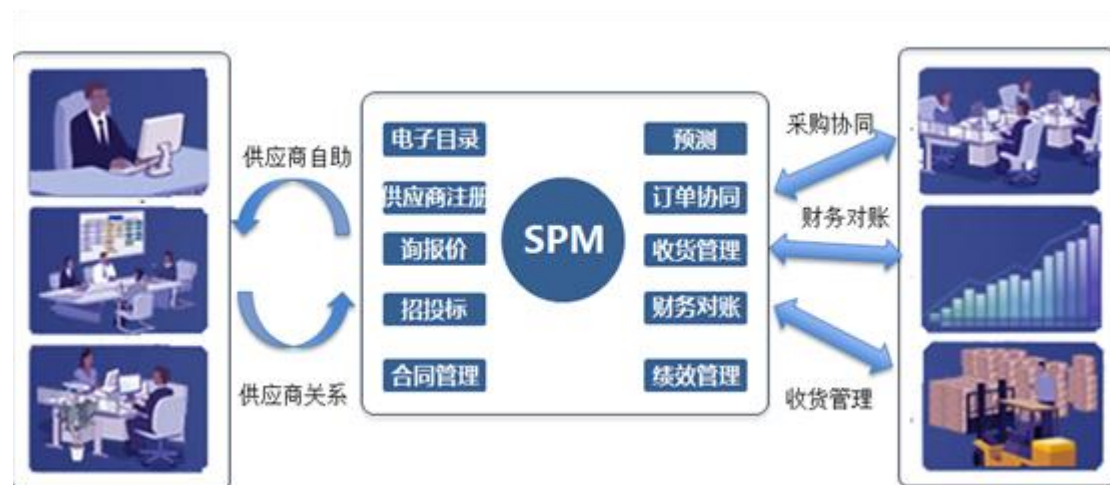 供应商自助
供应商关系
电子目录
供应商注册
询报价
招投标
合同管理
SPM
预测
订单协同
收货管理
财务对账
绩效管理
采购协同
财务对账
收货管理